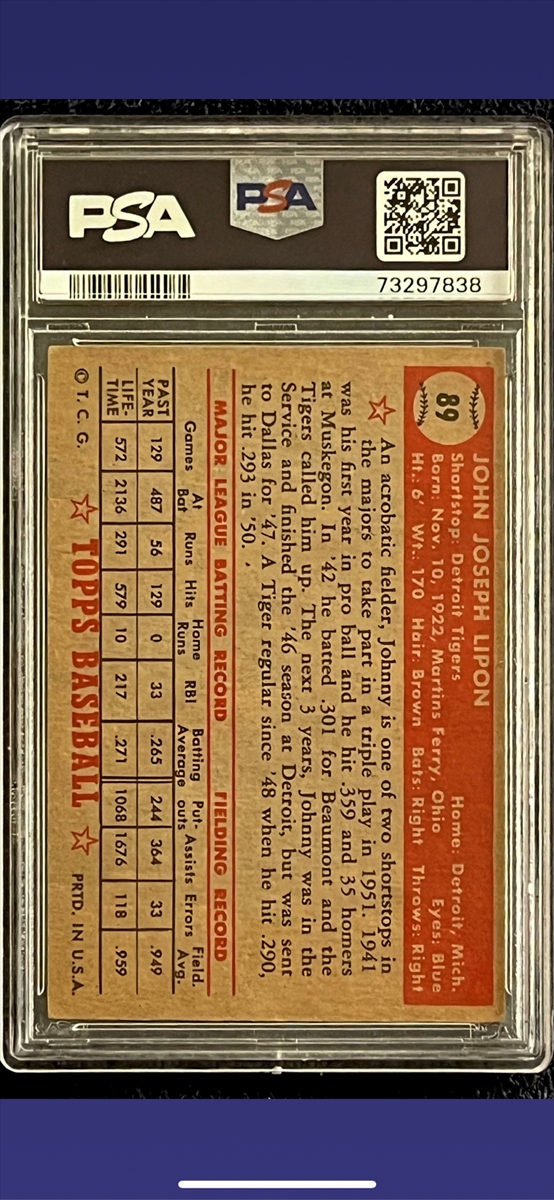 PSA
PSA
73297838
89
JOHN JOSEPH LIPON
Shortstop: Detroit Tigers Home: Detroit, Mich.
Born: Nov. 10, 1922, Martins Ferry, Ohio Eyes: Blue
Ht.: 6' Wt.: 170 Hair: Brown Bats: Right Throws: Right
An acrobatic fielder, Johnny is one of two shortstops in
the majors to take part in a triple play in 1951. 1941
was his first year in pro ball and he hit .359 and 35 homers
at Muskegon. In '42 he batted .301 for Beaumont and the
Tigers called him up. The next 3 years, Johnny was in the
Service and finished the '46 season at Detroit, but was sent
to Dallas for '47. A Tiger regular since '48 when he hit .290,
he hit .293 in '50.
MAJOR LEAGUE BATTING RECORD FIELDING RECORD
Games At Bat Runs Hits Home Runs RBI Batting Average Put-outs Assists Errors Field. Avg.
PAST YEAR 129 487 56 129 0 33 .265 244 364 33 .949
LIFE-TIME 572 2136 291 579 10 217 .271 1068 1676 118 .959
© T. C. G. TOPPS BASEBALL PRTD. IN U.S.A.